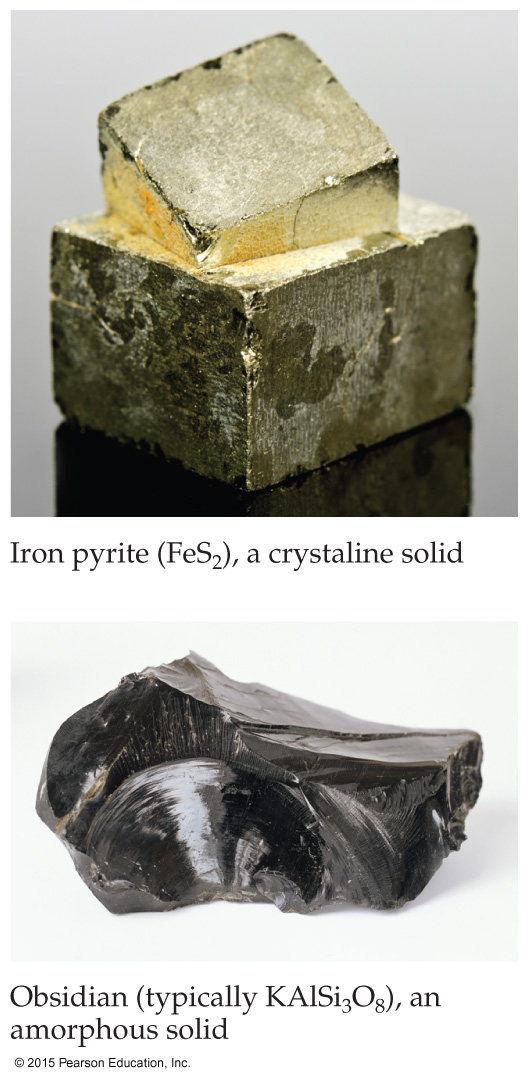 Iron pyrite (FeS₂), a crystaline solid
Obsidian (typically KAlSi₃O₈), an
amorphous solid
© 2015 Pearson Education, Inc.